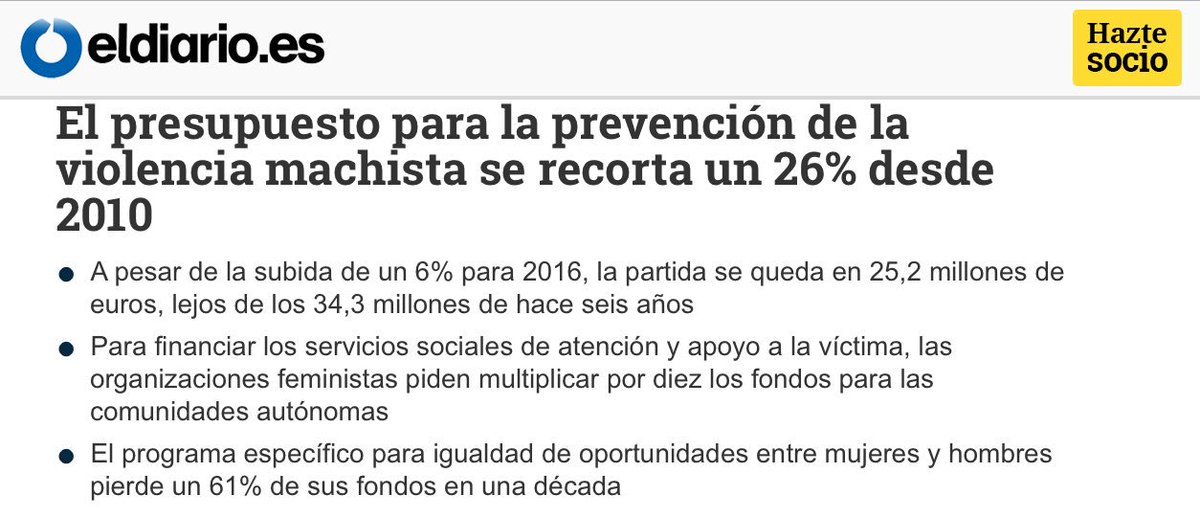 eldiario.es
Hazte
socio
El presupuesto para la prevención de la
violencia machista se recorta un 26% desde
2010
• A pesar de la subida de un 6% para 2016, la partida se queda en 25,2 millones de
euros, lejos de los 34,3 millones de hace seis años
• Para financiar los servicios sociales de atención y apoyo a la víctima, las
organizaciones feministas piden multiplicar por diez los fondos para las
comunidades autónomas
• El programa específico para igualdad de oportunidades entre mujeres y hombres
pierde un 61% de sus fondos en una década